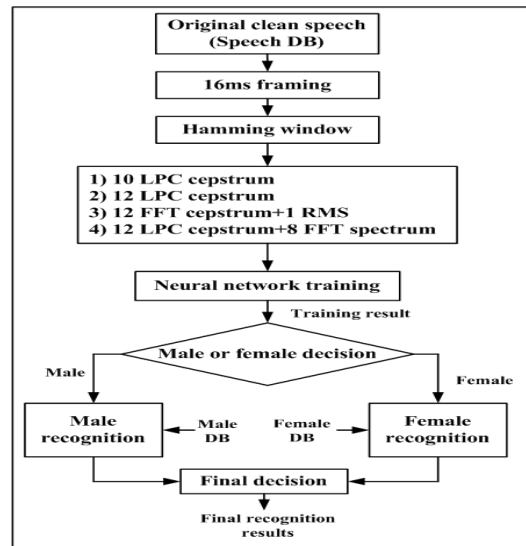 Original clean speech
(Speech DB)
16ms framing
Hamming window
1) 10 LPC cepstrum
2) 12 LPC cepstrum
3) 12 FFT cepstrum+1 RMS
4) 12 LPC cepstrum+8 FFT spectrum
Neural network training
Training result
Male or female decision
Male
Female
Male
recognition
Male
DB
Female
DB
Female
recognition
Final decision
Final recognition
results